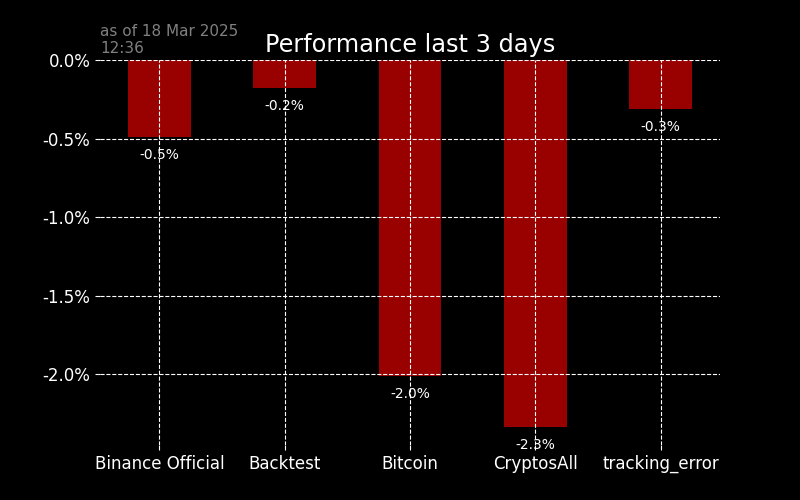 as of 18 Mar 2025
12:36
Performance last 3 days
0.0%
-0.5%
-1.0%
-1.5%
-2.0%
-0.5%
-0.2%
-2.0%
-2.3%
-0.3%
Binance Official
Backtest
Bitcoin
CryptosAll
tracking_error